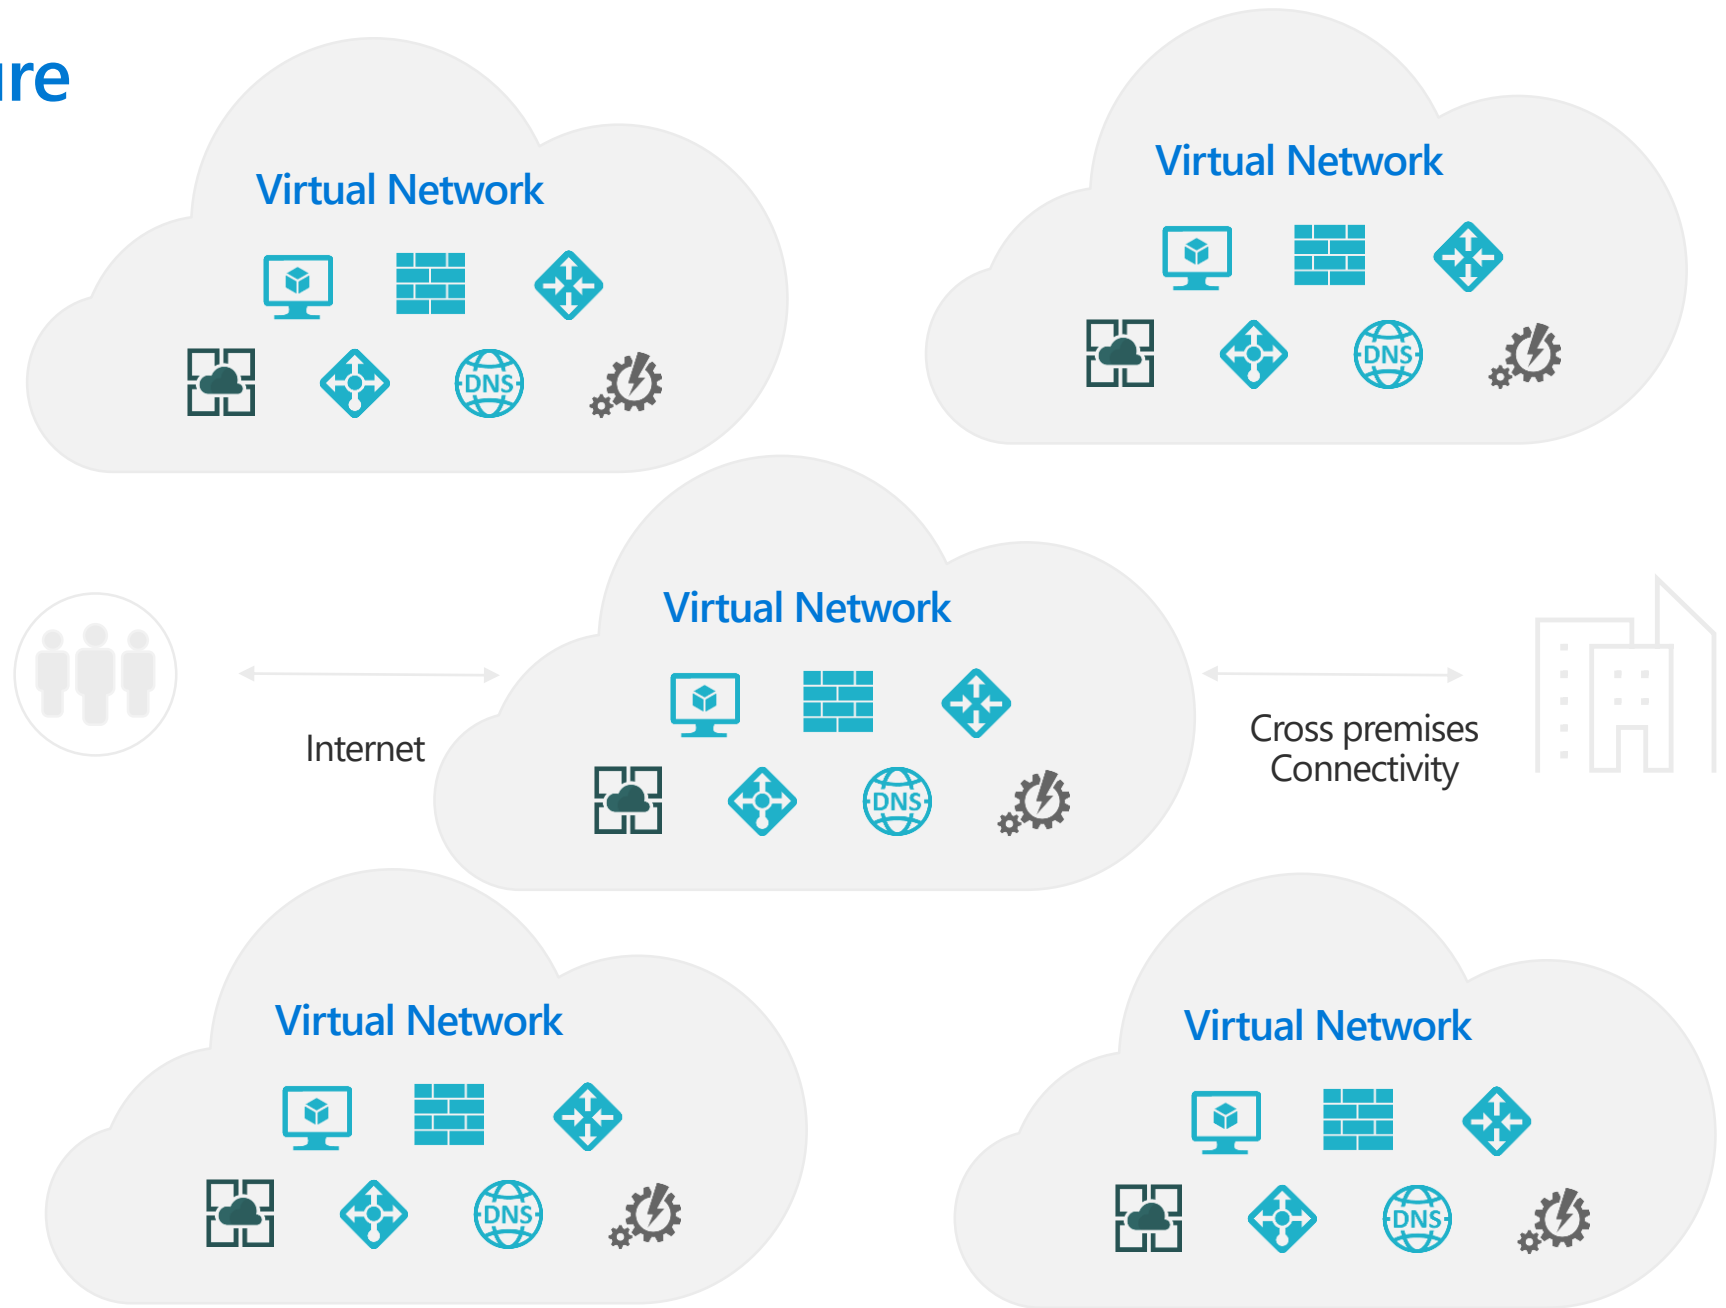 ure
Virtual Network
Virtual Network
DNS
DNS
Virtual Network
Internet
Cross premises
Connectivity
DNS
Virtual Network
Virtual Network
DNS
DNS